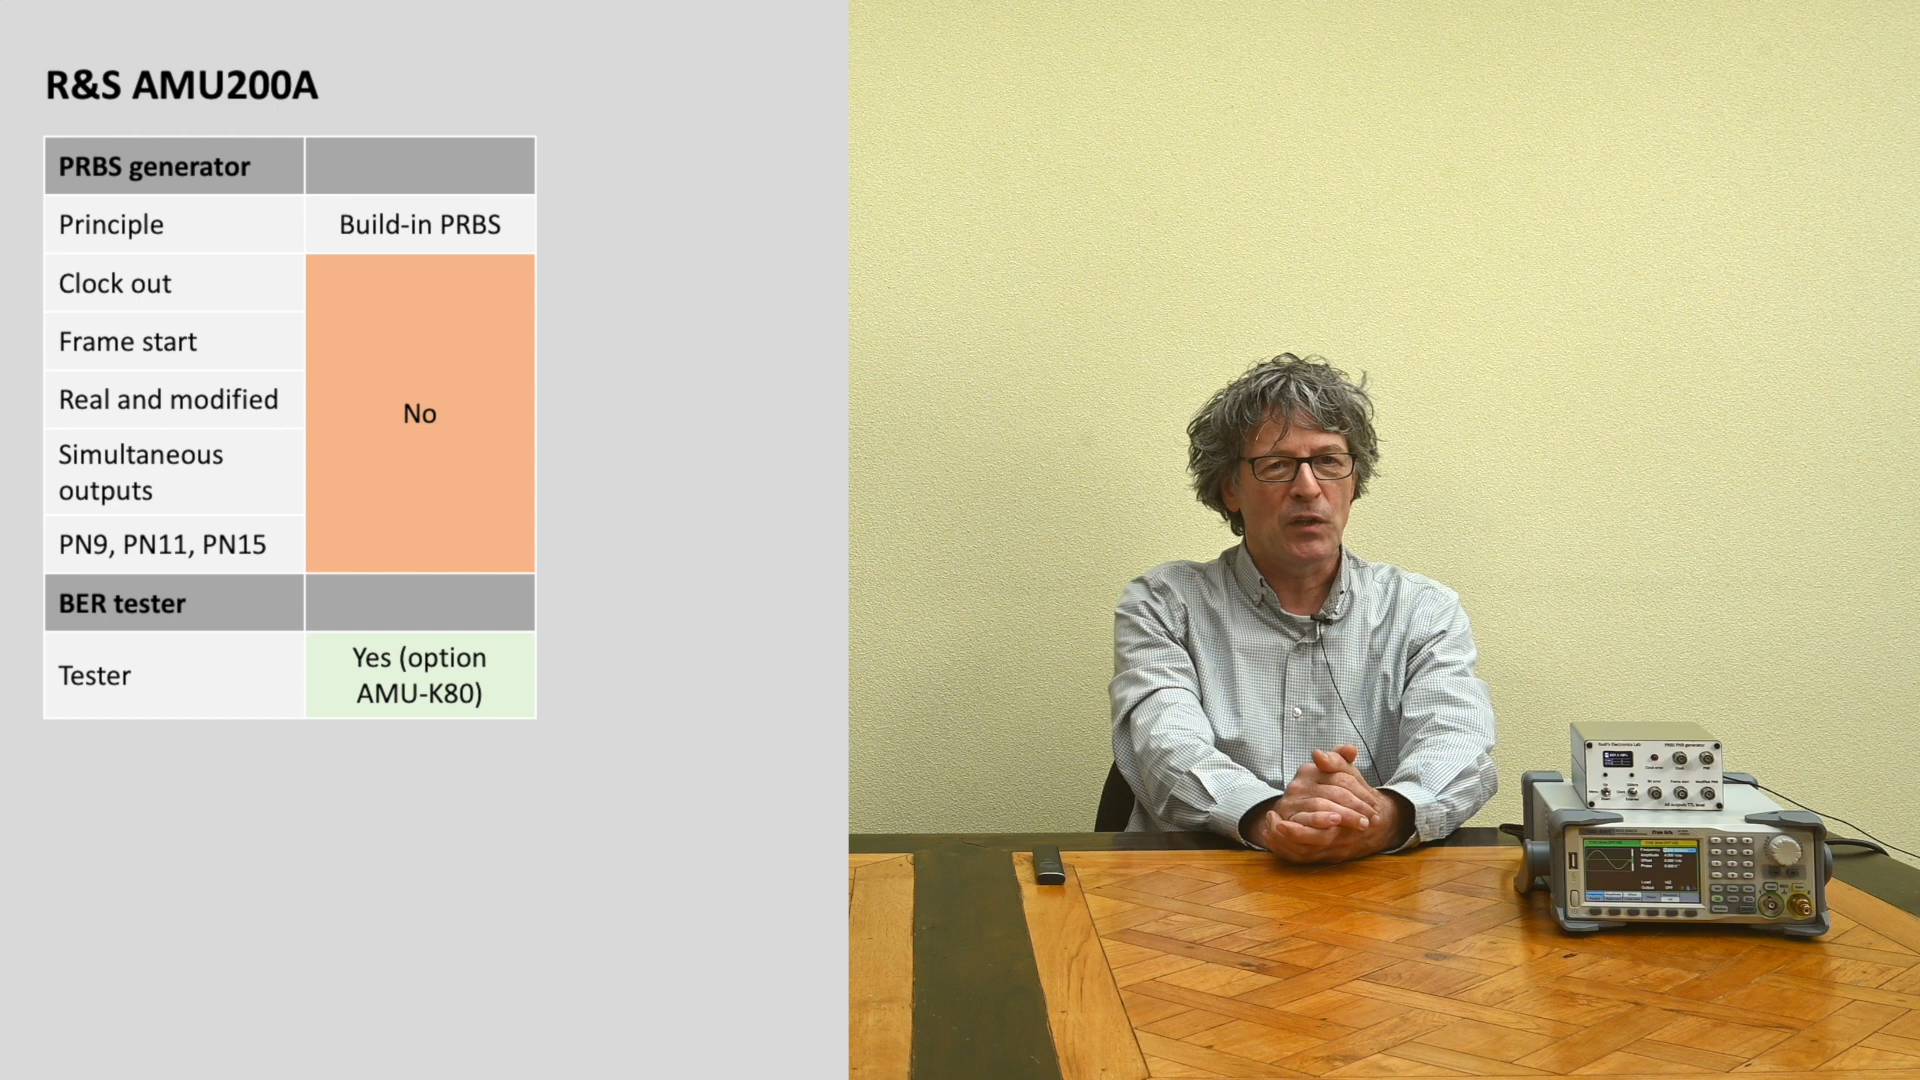 R&S AMU200A
PRBS generator
Principle
Build-in PRBS
Clock out
Frame start
Real and modified
No
Simultaneous
outputs
PN9, PN11, PN15
BER tester
Tester
Yes (option
AMU-K80)